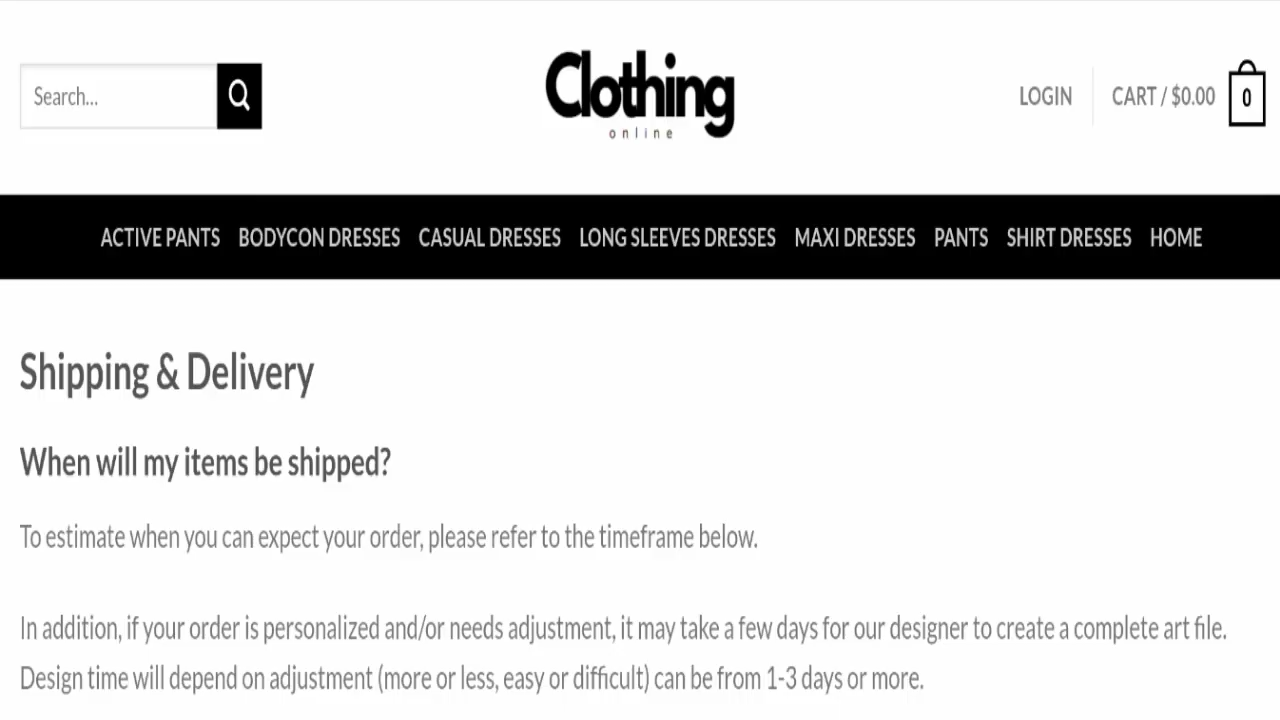 Search...
Clothing
online
LOGIN
CART / $0.00
0
ACTIVE PANTS BODYCON DRESSES CASUAL DRESSES LONG SLEEVES DRESSES MAXI DRESSES PANTS SHIRT DRESSES HOME
Shipping & Delivery
When will my items be shipped?
To estimate when you can expect your order, please refer to the timeframe below.
In addition, if your order is personalized and/or needs adjustment, it may take a few days for our designer to create a complete art file.
Design time will depend on adjustment (more or less, easy or difficult) can be from 1-3 days or more.